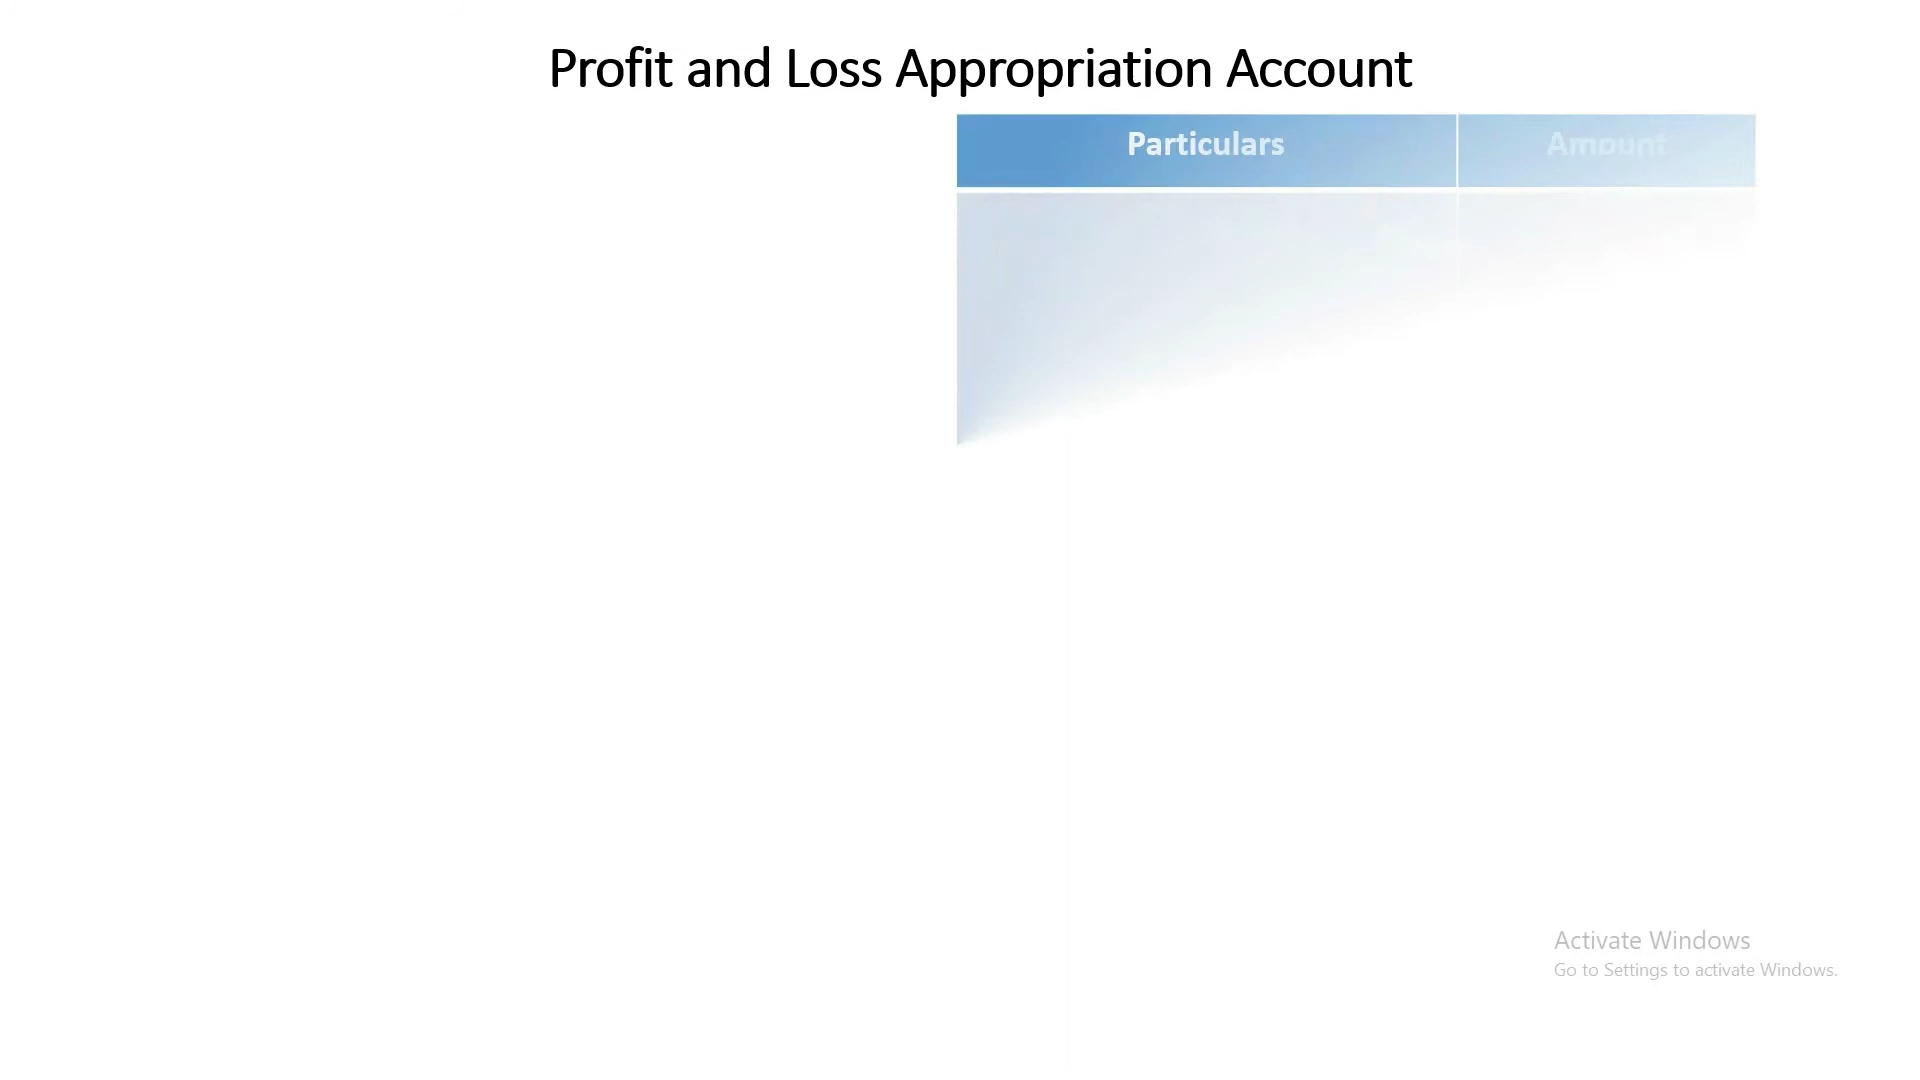 Profit and Loss Appropriation Account
Particulars Amount
Activate Windows
Go to Settings to activate Windows.